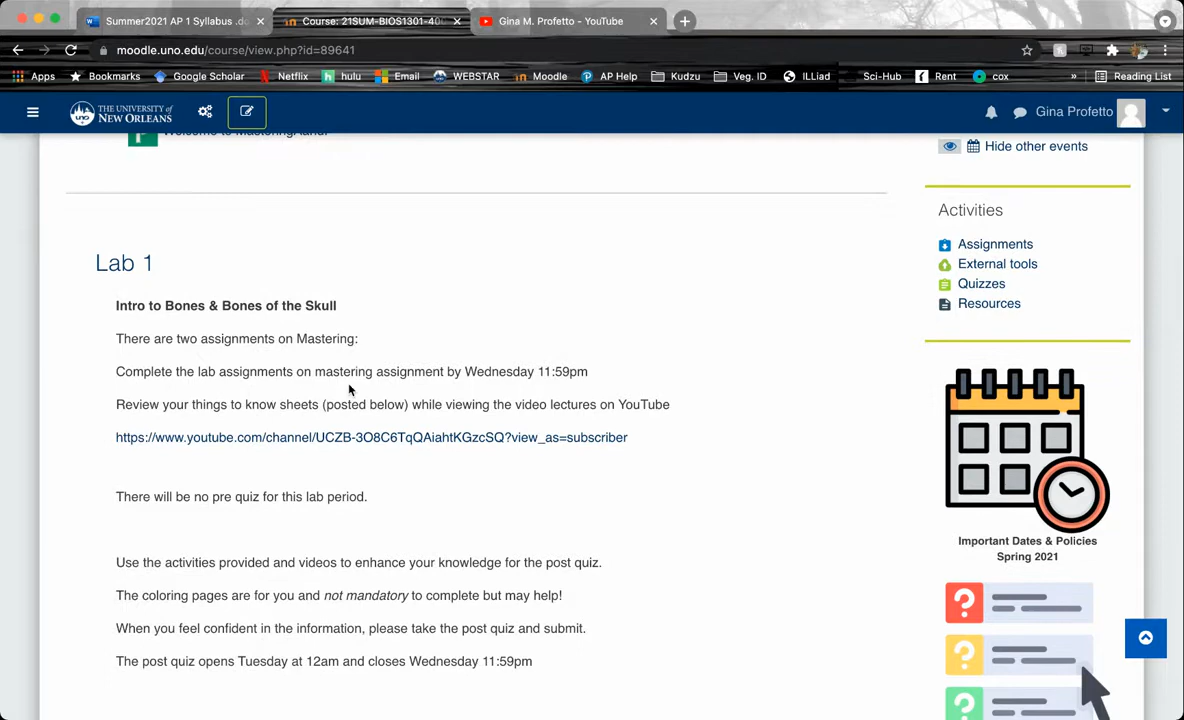 Summer2021 AP 1 Syllabus .do
Course: 21SUM-BIOS1301-40
Gina M. Profetto - YouTube
moodle.uno.edu/course/view.php?id=89641
Apps
Bookmarks
Google Scholar
Netflix
hulu
Email
WEBSTAR
Moodle
AP Help
Kudzu
Veg. ID
ILLiad
Sci-Hub
Rent
cox
»
Reading List
THE UNIVERSITY of
NEW ORLEANS
Gina Profetto
Hide other events
Lab 1
Intro to Bones & Bones of the Skull
There are two assignments on Mastering:
Complete the lab assignments on mastering assignment by Wednesday 11:59pm
Review your things to know sheets (posted below) while viewing the video lectures on YouTube
https://www.youtube.com/channel/UCZB-3O8C6TqQAiahtKGzcSQ?view_as=subscriber
There will be no pre quiz for this lab period.
Use the activities provided and videos to enhance your knowledge for the post quiz.
The coloring pages are for you and not mandatory to complete but may help!
When you feel confident in the information, please take the post quiz and submit.
The post quiz opens Tuesday at 12am and closes Wednesday 11:59pm
Activities
Assignments
External tools
Quizzes
Resources
Important Dates & Policies
Spring 2021